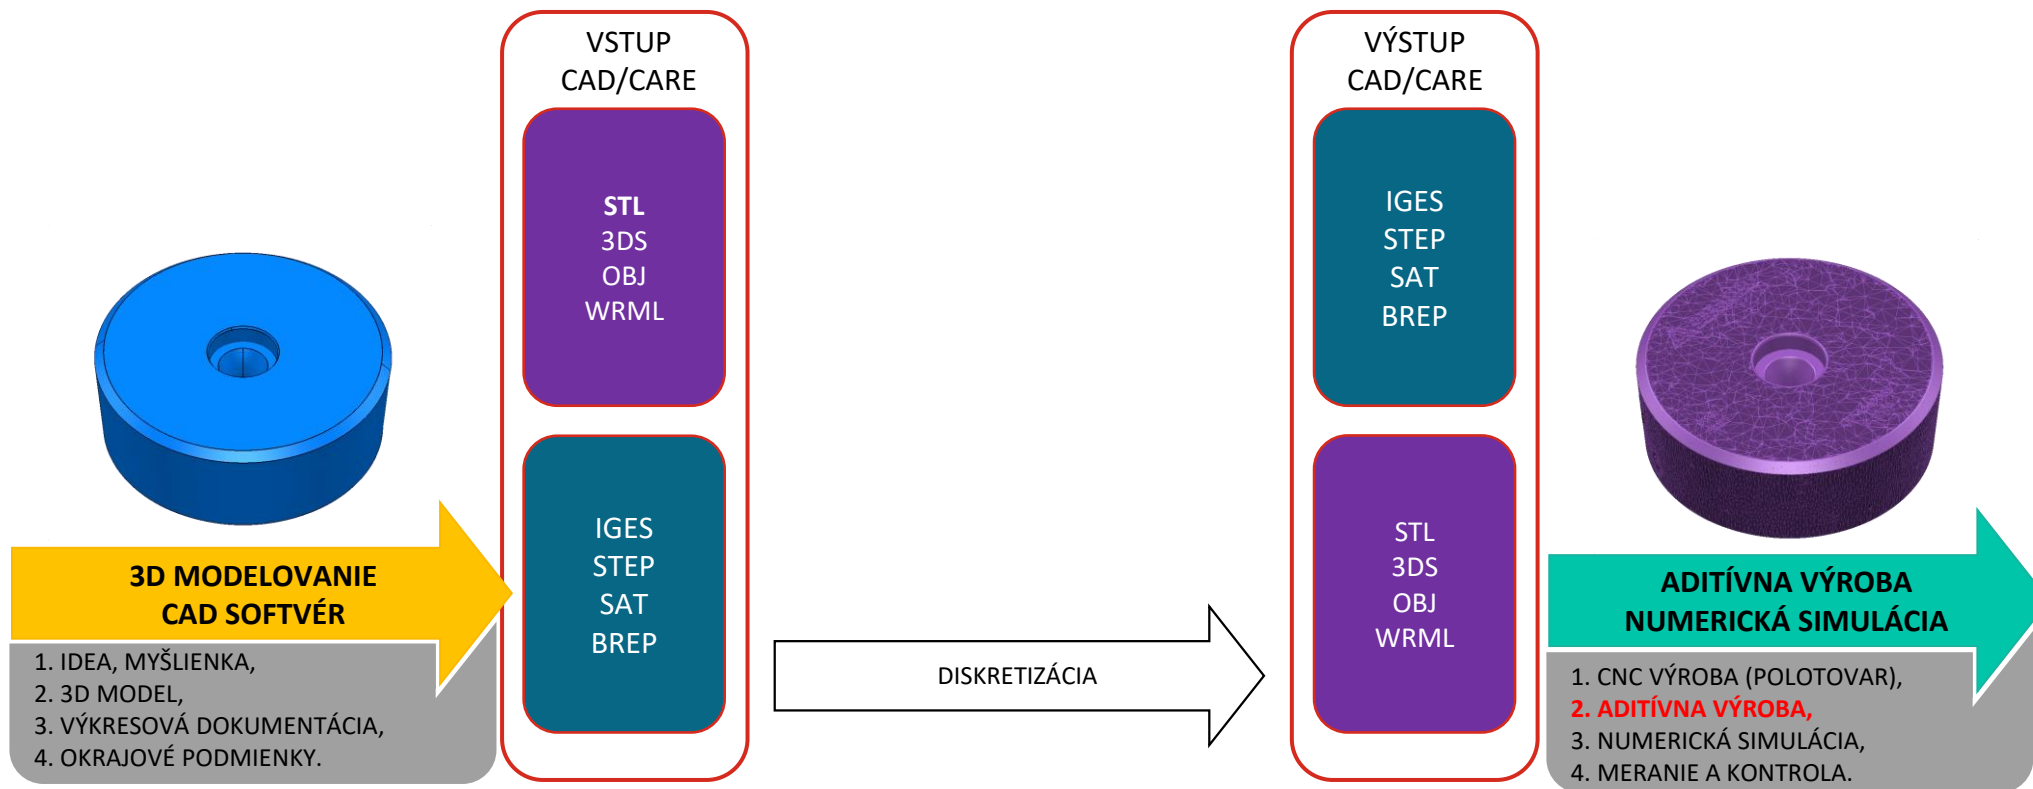 VSTUP
CAD/CARE
STL
3DS
OBJ
WRML
IGES
STEP
SAT
BREP
3D MODELOVANIE
CAD SOFTVÉR
1. IDEA, MYŠLIENKA,
2. 3D MODEL,
3. VÝKRESOVÁ DOKUMENTÁCIA,
4. OKRAJOVÉ PODMIENKY.
DISKRETIZÁCIA
VÝSTUP
CAD/CARE
IGES
STEP
SAT
BREP
STL
3DS
OBJ
WRML
ADITÍVNA VÝROBA
NUMERICKÁ SIMULÁCIA
1. CNC VÝROBA (POLOTOVAR),
2. ADITÍVNA VÝROBA,
3. NUMERICKÁ SIMULÁCIA,
4. MERANIE A KONTROLA.